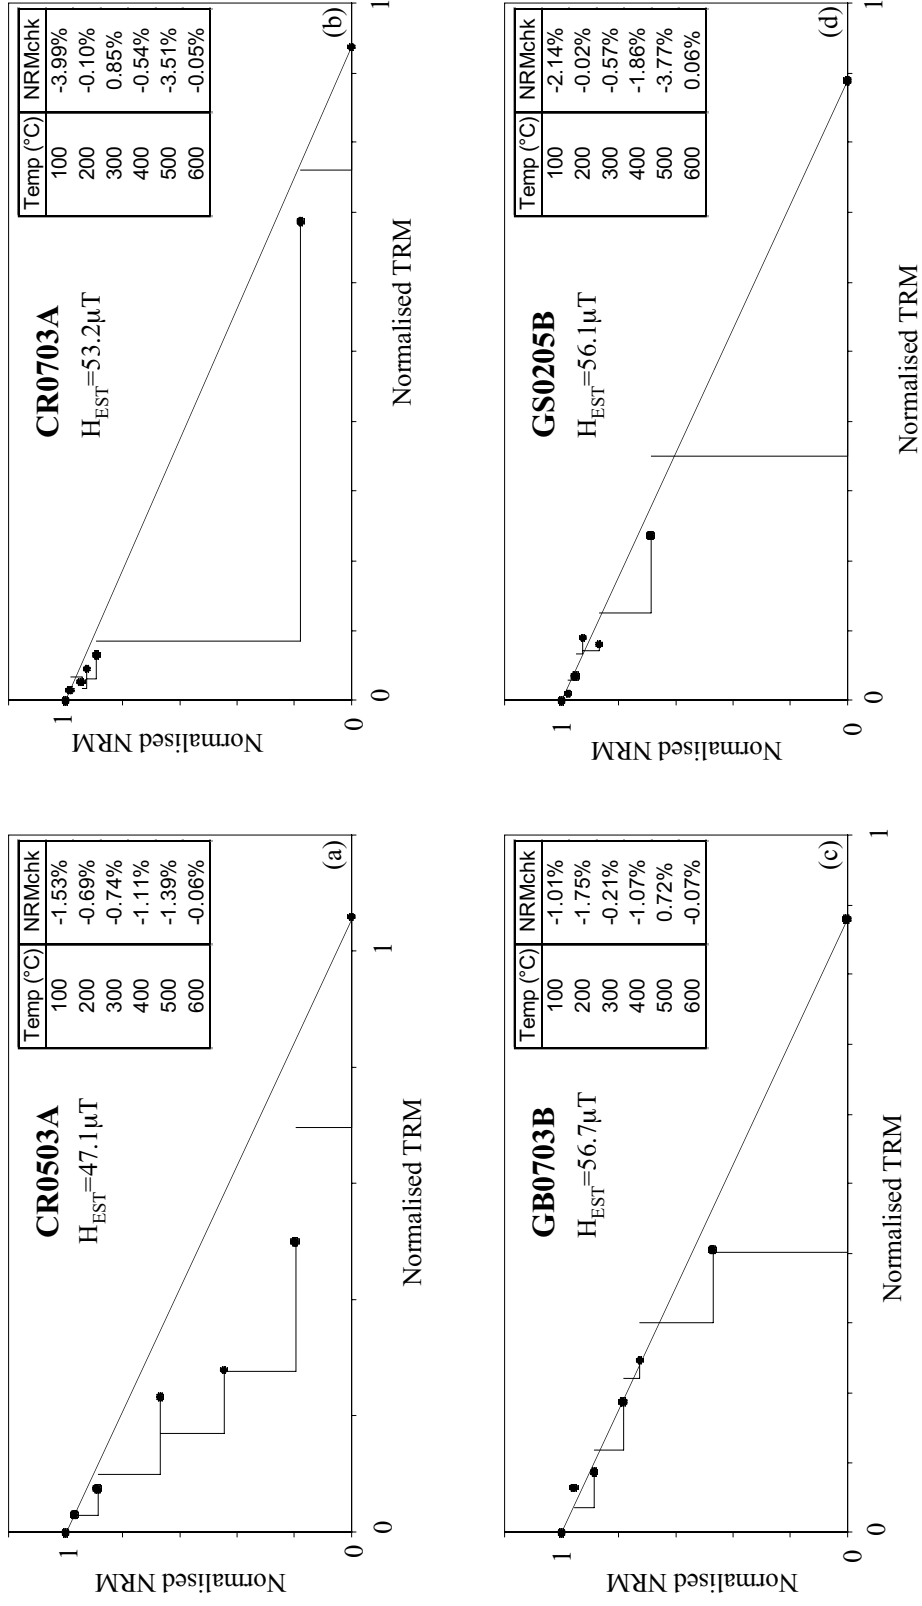 CR0503A
H_EST=47.1μT
Temp (°C) NRMchk
100 -1.53%
200 -0.69%
300 -0.74%
400 -1.11%
500 -1.39%
600 -0.06%
(a)
Normalised NRM
1
0
0 1
Normalised TRM
CR0703A
H_EST=53.2μT
Temp (°C) NRMchk
100 -3.99%
200 -0.10%
300 0.85%
400 -0.54%
500 -3.51%
600 -0.05%
(b)
Normalised NRM
1
0
0 1
Normalised TRM
GB0703B
H_EST=56.7μT
Temp (°C) NRMchk
100 -1.01%
200 -1.75%
300 -0.21%
400 -1.07%
500 0.72%
600 -0.07%
(c)
Normalised NRM
1
0
0 1
Normalised TRM
GS0205B
H_EST=56.1μT
Temp (°C) NRMchk
100 -2.14%
200 -0.02%
300 -0.57%
400 -1.86%
500 -3.77%
600 0.06%
(d)
Normalised NRM
1
0
0 1
Normalised TRM